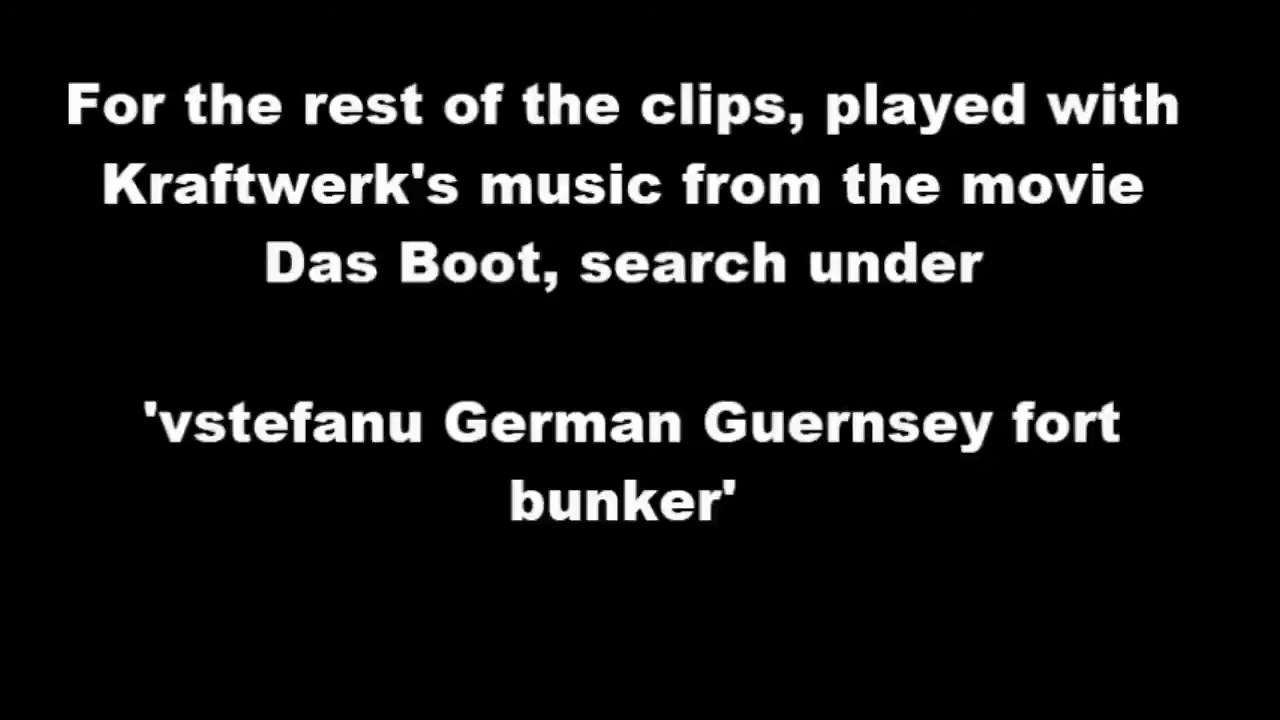 For the rest of the clips, played with
Kraftwerk's music from the movie
Das Boot, search under
'vstefanu German Guernsey fort
bunker'